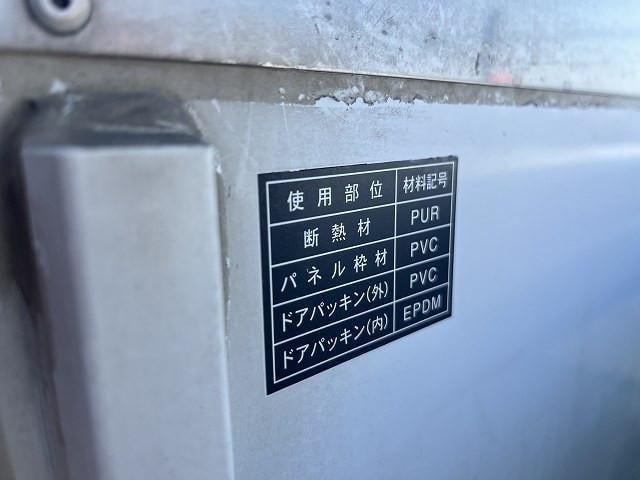 使用部位 材料記号
断熱材 PUR
パネル枠材 PVC
ドアパッキン(外) PVC
ドアパッキン(内) EPDM